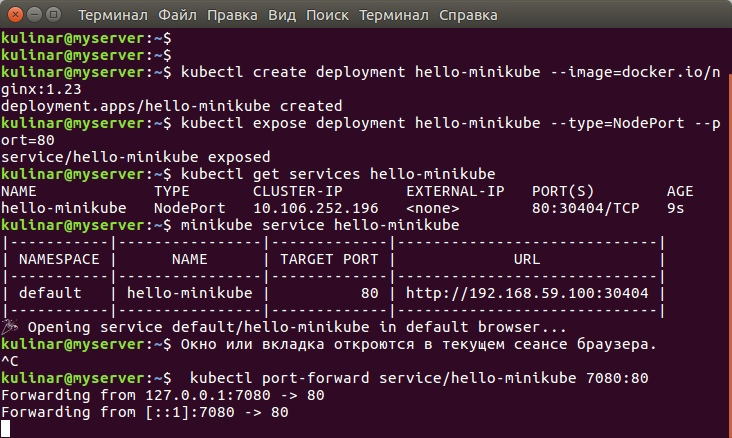 Терминал Файл Правка Вид Поиск Терминал Справка
kulinar@myserver:~$
kulinar@myserver:~$
kulinar@myserver:~$ kubectl create deployment hello-minikube --image=docker.io/n
ginx:1.23
deployment.apps/hello-minikube created
kulinar@myserver:~$ kubectl expose deployment hello-minikube --type=NodePort --p
ort=80
service/hello-minikube exposed
kulinar@myserver:~$ kubectl get services hello-minikube
NAME             TYPE       CLUSTER-IP       EXTERNAL-IP   PORT(S)        AGE
hello-minikube   NodePort   10.106.252.196   <none>        80:30404/TCP   9s
kulinar@myserver:~$ minikube service hello-minikube
|-----------|----------------|-------------|-----------------------------|
| NAMESPACE |      NAME      | TARGET PORT |             URL             |
|-----------|----------------|-------------|-----------------------------|
| default   | hello-minikube |          80 | http://192.168.59.100:30404 |
|-----------|----------------|-------------|-----------------------------|
🎉 Opening service default/hello-minikube in default browser...
kulinar@myserver:~$ Окно или вкладка откроются в текущем сеансе браузера.
^C
kulinar@myserver:~$  kubectl port-forward service/hello-minikube 7080:80
Forwarding from 127.0.0.1:7080 -> 80
Forwarding from [::1]:7080 -> 80